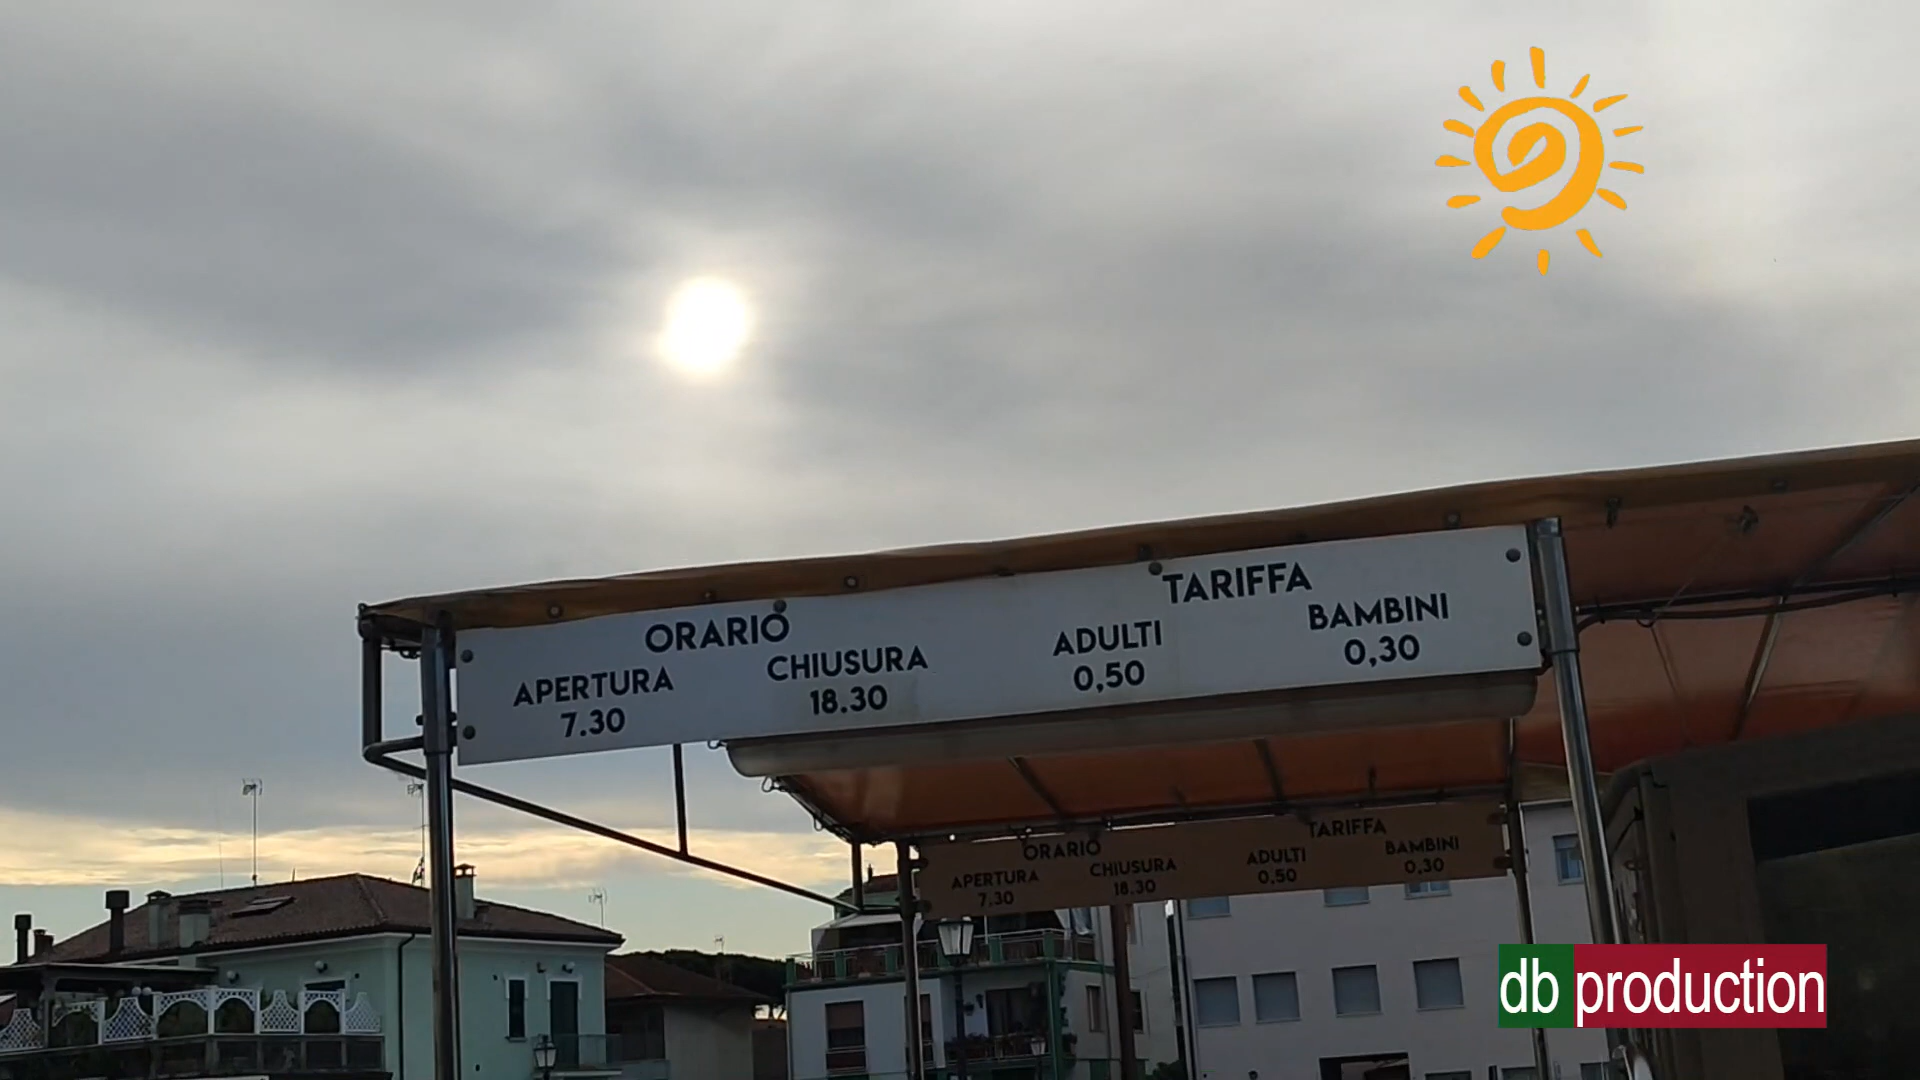 ORARIO
APERTURA CHIUSURA
7.30 18.30
TARIFFA
ADULTI BAMBINI
0,50 0,30
ORARIO
APERTURA CHIUSURA
7.30 18.30
TARIFFA
ADULTI BAMBINI
0,50 0,30
db production